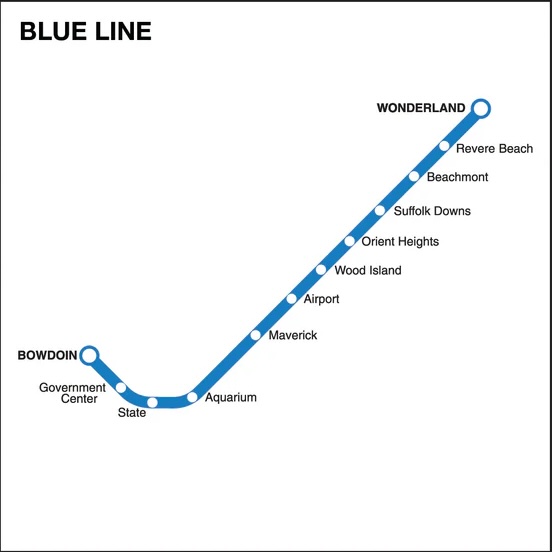 BLUE LINE
WONDERLAND
Revere Beach
Beachmont
Suffolk Downs
Orient Heights
Wood Island
Airport
Maverick
BOWDOIN
Government
Center
State
Aquarium